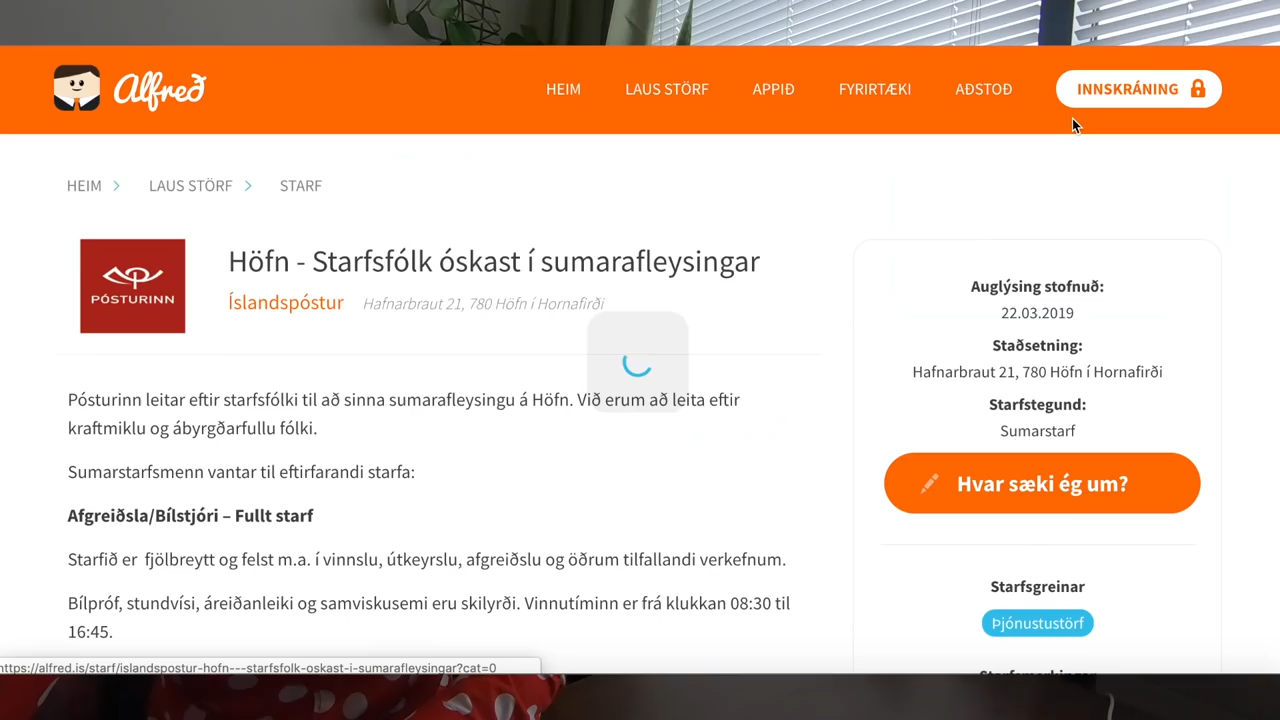 Alfreð
HEIM
LAUS STÖRF
APPIÐ
FYRIRTÆKI
AÐSTOÐ
INNSKRÁNING
HEIM
LAUS STÖRF
STARF
PÓSTURINN
Höfn - Starfsfólk óskast í sumarafleysingar
Íslandspóstur
Hafnarbraut 21, 780 Höfn í Hornafirði
Pósturinn leitar eftir starfsfólki til að sinna sumarafleysingu á Höfn. Við erum að leita eftir
kraftmiklu og ábyrgðarfullu fólki.
Sumarstarfsmenn vantar til eftirfarandi starfa:
Afgreiðsla/Bílstjóri – Fullt starf
Starfið er fjölbreytt og felst m.a. í vinnslu, útkeyrslu, afgreiðslu og öðrum tilfallandi verkefnum.
Bílpróf, stundvísi, áreiðanleiki og samviskusemi eru skilyrði. Vinnutíminn er frá klukkan 08:30 til
16:45.
Auglýsing stofnuð:
22.03.2019
Staðsetning:
Hafnarbraut 21, 780 Höfn í Hornafirði
Starfstegund:
Sumarstarf
Hvar sæki ég um?
Starfsgreinar
Þjónustustörf
https://alfred.is/starf/islandspostur-hofn---starfsfolk-oskast-i-sumarafleysingar?cat=0